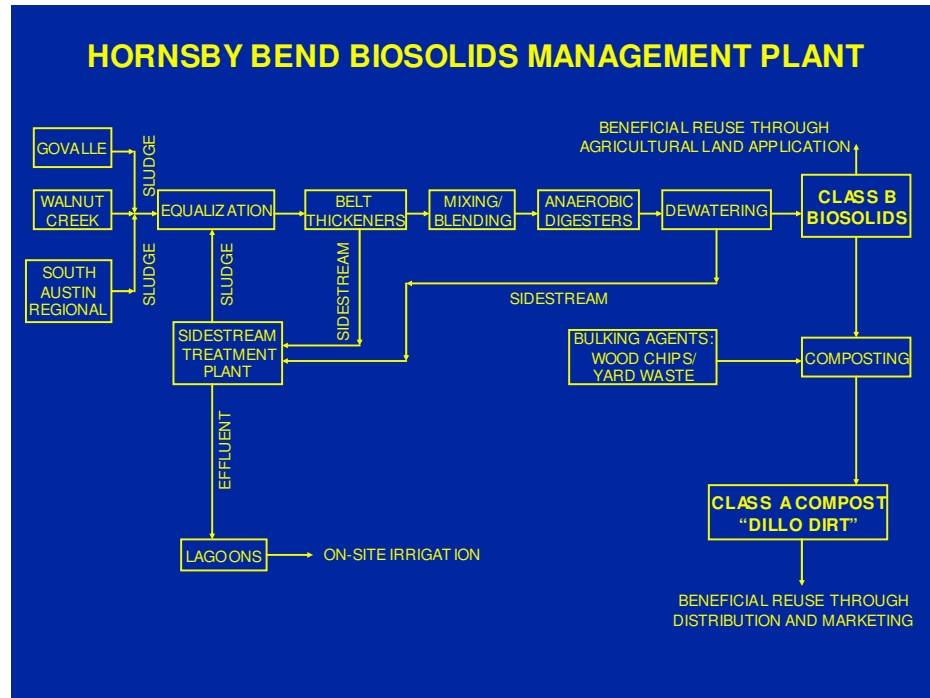 HORNSBY BEND BIOSOLIDS MANAGEMENT PLANT
BENEFICIAL REUSE THROUGH
AGRICULTURAL LAND APPLICATION
GOVALLE
SLUDGE
WALNUT
CREEK
EQUALIZATION
BELT
THICKENERS
MIXING/
BLENDING
ANAEROBIC
DIGESTERS
DEWATERING
CLASS B
BIOSOLIDS
SOUTH
AUSTIN
REGIONAL
SLUDGE
SLUDGE
SIDESTREAM
SIDESTREAM
SIDESTREAM
TREATMENT
PLANT
BULKING AGENTS:
WOOD CHIPS/
YARD WASTE
COMPOSTING
EFFLUENT
CLASS A COMPOST
“DILLO DIRT”
LAGOONS
ON-SITE IRRIGATION
BENEFICIAL REUSE THROUGH
DISTRIBUTION AND MARKETING